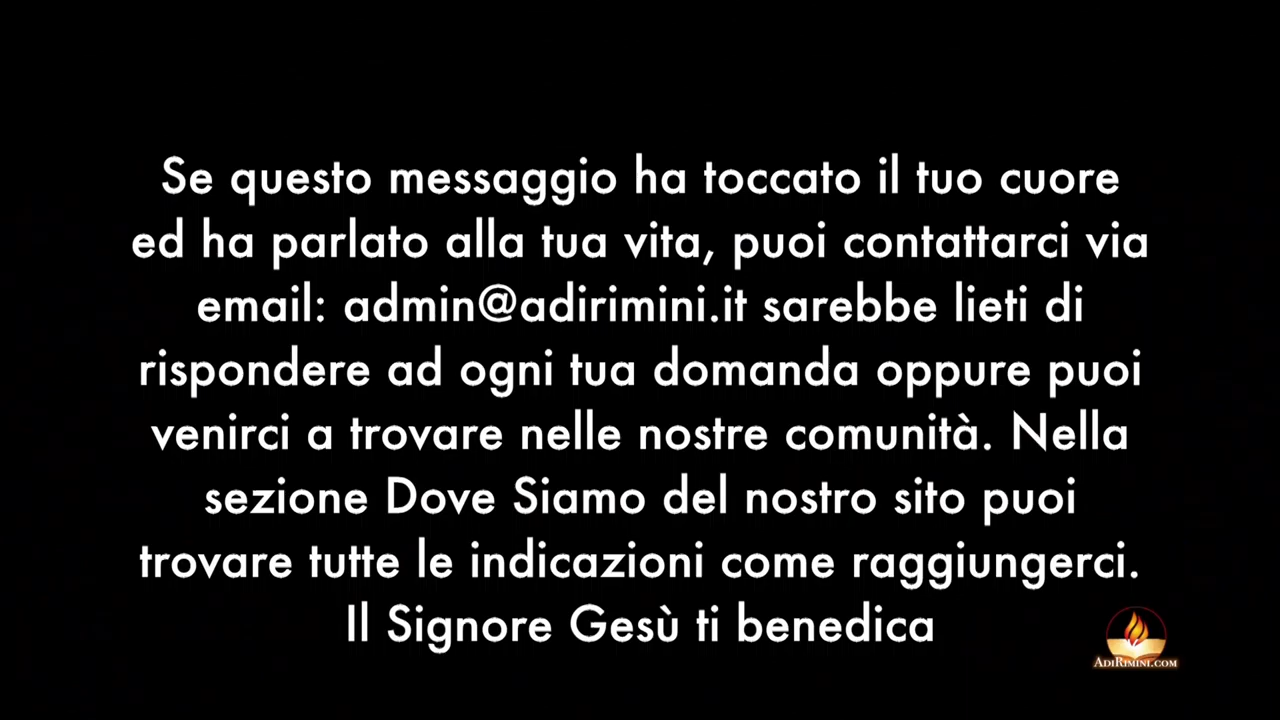 Se questo messaggio ha toccato il tuo cuore
ed ha parlato alla tua vita, puoi contattarci via
email: admin@adirimini.it sarebbe lieti di
rispondere ad ogni tua domanda oppure puoi
venirci a trovare nelle nostre comunità. Nella
sezione Dove Siamo del nostro sito puoi
trovare tutte le indicazioni come raggiungerci.
Il Signore Gesù ti benedica
AdiRimini.com